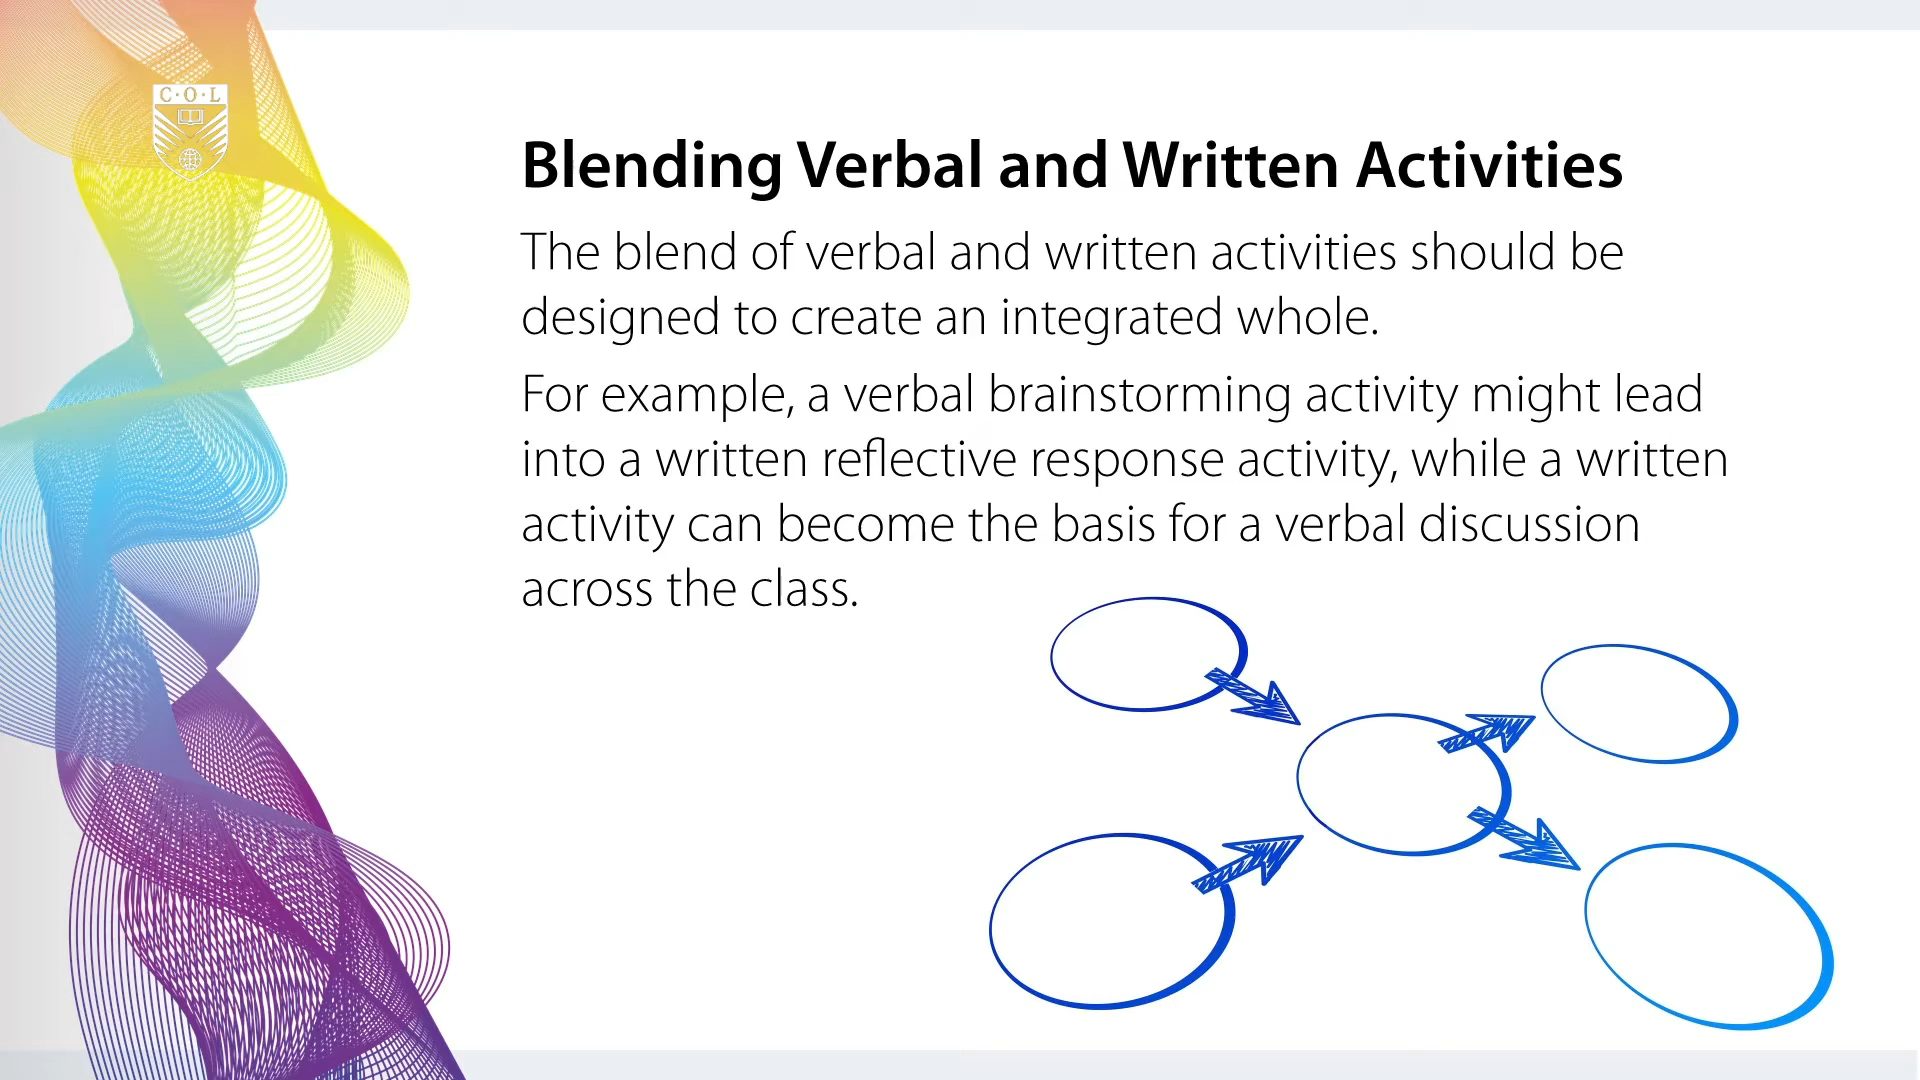 C·O·L
Blending Verbal and Written Activities
The blend of verbal and written activities should be
designed to create an integrated whole.
For example, a verbal brainstorming activity might lead
into a written reflective response activity, while a written
activity can become the basis for a verbal discussion
across the class.